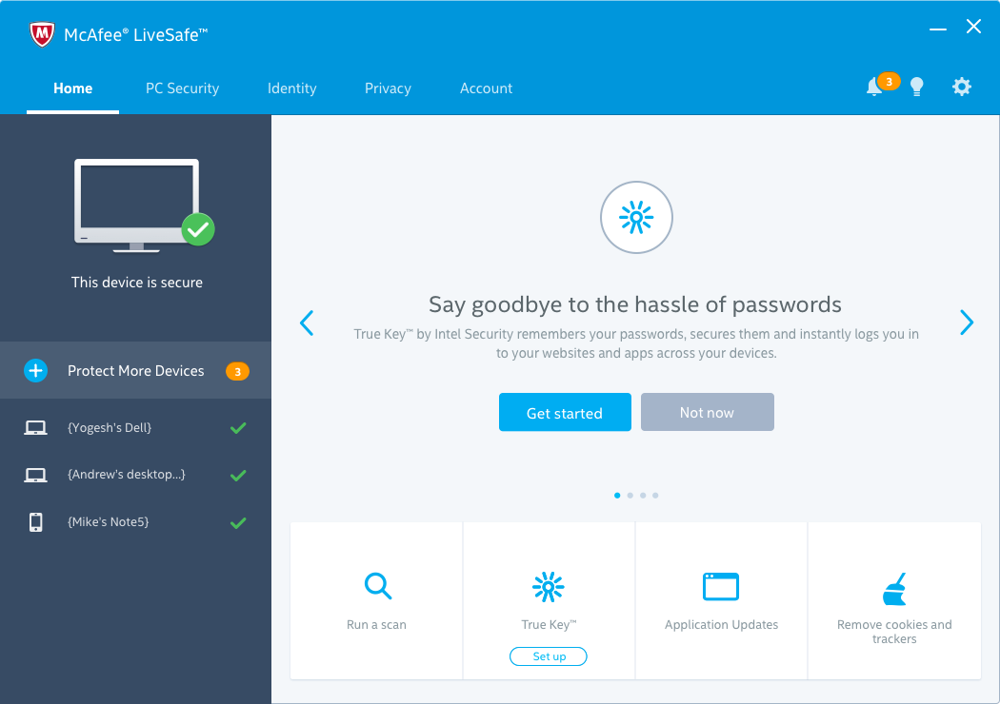 McAfee® LiveSafe™
Home PC Security Identity Privacy Account 3
This device is secure
Protect More Devices 3
{Yogesh's Dell}
{Andrew's desktop...}
{Mike's Note5}
Say goodbye to the hassle of passwords
True Key™ by Intel Security remembers your passwords, secures them and instantly logs you in
to your websites and apps across your devices.
Get started Not now
Run a scan
True Key™
Set up
Application Updates
Remove cookies and
trackers